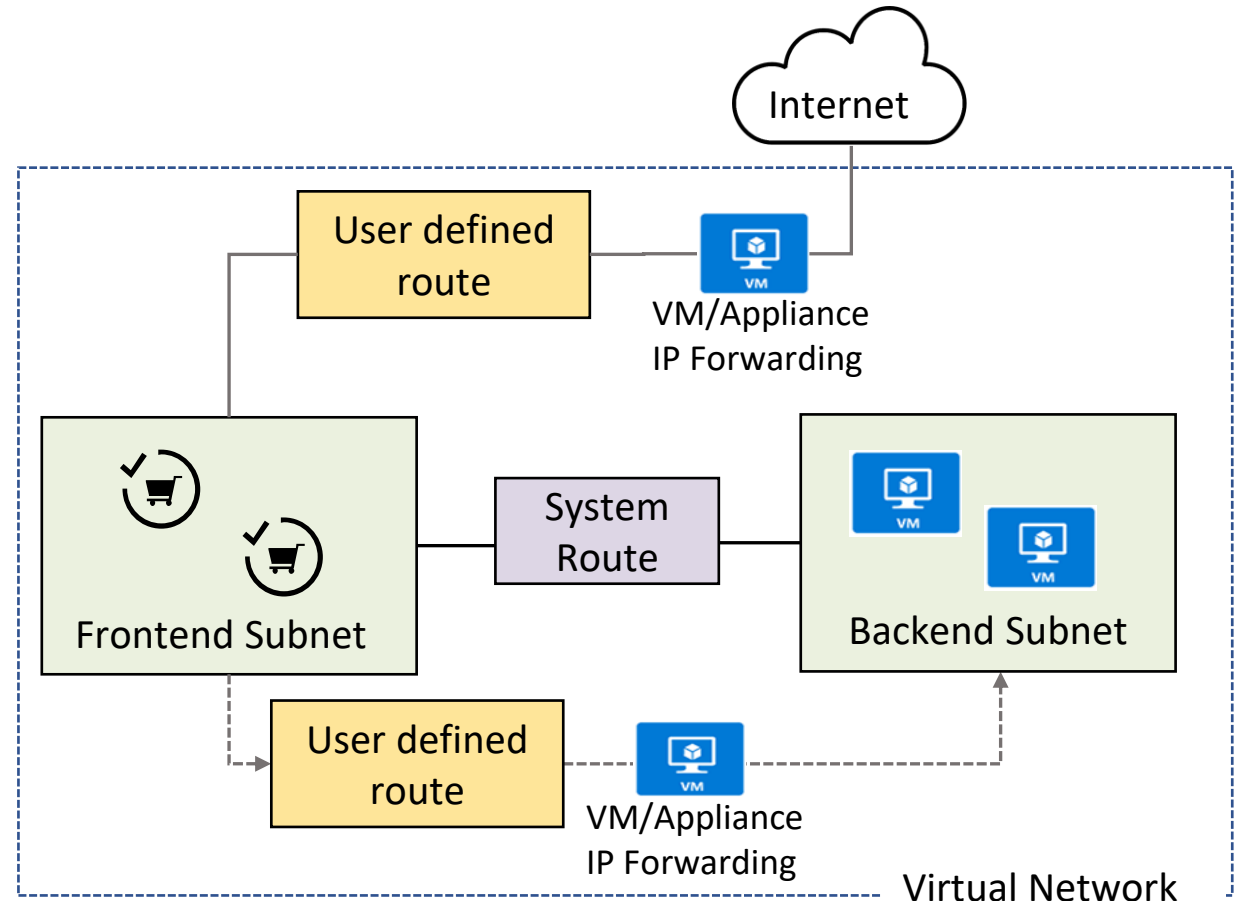 Internet
User defined
route
VM
VM/Appliance
IP Forwarding
System
Route
VM
VM
Frontend Subnet
Backend Subnet
User defined
route
VM
VM/Appliance
IP Forwarding
Virtual Network